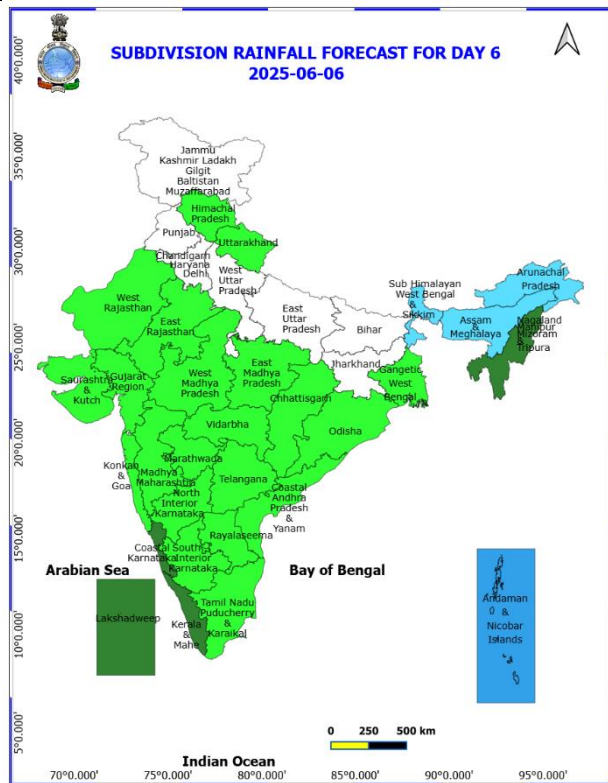 SUBDIVISION RAINFALL FORECAST FOR DAY 6
2025-06-06
40°0.000'
35°0.000'
30°0.000'
25°0.000'
20°0.000'
15°0.000'
10°0.000'
5°0.000'
Jammu
Kashmir Ladakh
Gilgit
Baltistan
Muzaffarabad
Himachal
Pradesh
Punjab
Uttarakhand
Chandigarh
Haryana
Delhi
West
Uttar
Pradesh
Arunachal
Pradesh
Sub Himalayan
West Bengal
&
Sikkim
West
Rajasthan
East
Rajasthan
East
Uttar
Pradesh
Bihar
Assam
&
Meghalaya
Nagaland
Manipur
Mizoram
&
Tripura
Jharkhand
Gangetic
West
Bengal
Saurashtra
&
Kutch
Gujarat
Region
West
Madhya
Pradesh
East
Madhya
Pradesh
Chhattisgarh
Vidarbha
Odisha
Konkan
&
Goa
Marathwada
Madhya
Maharashtra
Telangana
North
Interior
Karnataka
Coastal
Andhra
Pradesh
&
Yanam
Rayalaseema
Coastal
Karnataka
South
Interior
Karnataka
Arabian Sea
Bay of Bengal
Lakshadweep
Kerala
&
Mahe
Tamil Nadu
Puducherry
&
Karaikal
Andaman
&
Nicobar
Islands
0 250 500 km
Indian Ocean
70°0.000' 75°0.000' 80°0.000' 85°0.000' 90°0.000' 95°0.000'